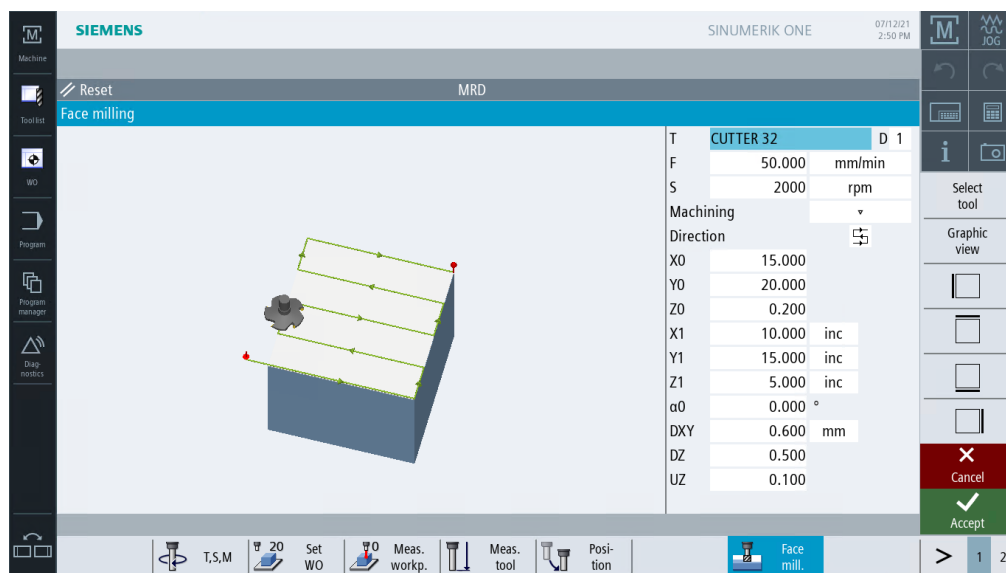 SIEMENS
SINUMERIK ONE
07/12/21
2:50 PM
M
Machine
Tool list
WO
Program
Program
manager
Diag-
nostics
M
JOG
i
Reset
MRD
Face milling
T CUTTER 32 D 1
F 50.000 mm/min
S 2000 rpm
Machining ▿
Direction
X0 15.000
Y0 20.000
Z0 0.200
X1 10.000 inc
Y1 15.000 inc
Z1 5.000 inc
α0 0.000 °
DXY 0.600 mm
DZ 0.500
UZ 0.100
Select
tool
Graphic
view
Cancel
Accept
T,S,M
20
Set
WO
0
Meas.
workp.
Meas.
tool
Posi-
tion
Face
mill.
> 1 2